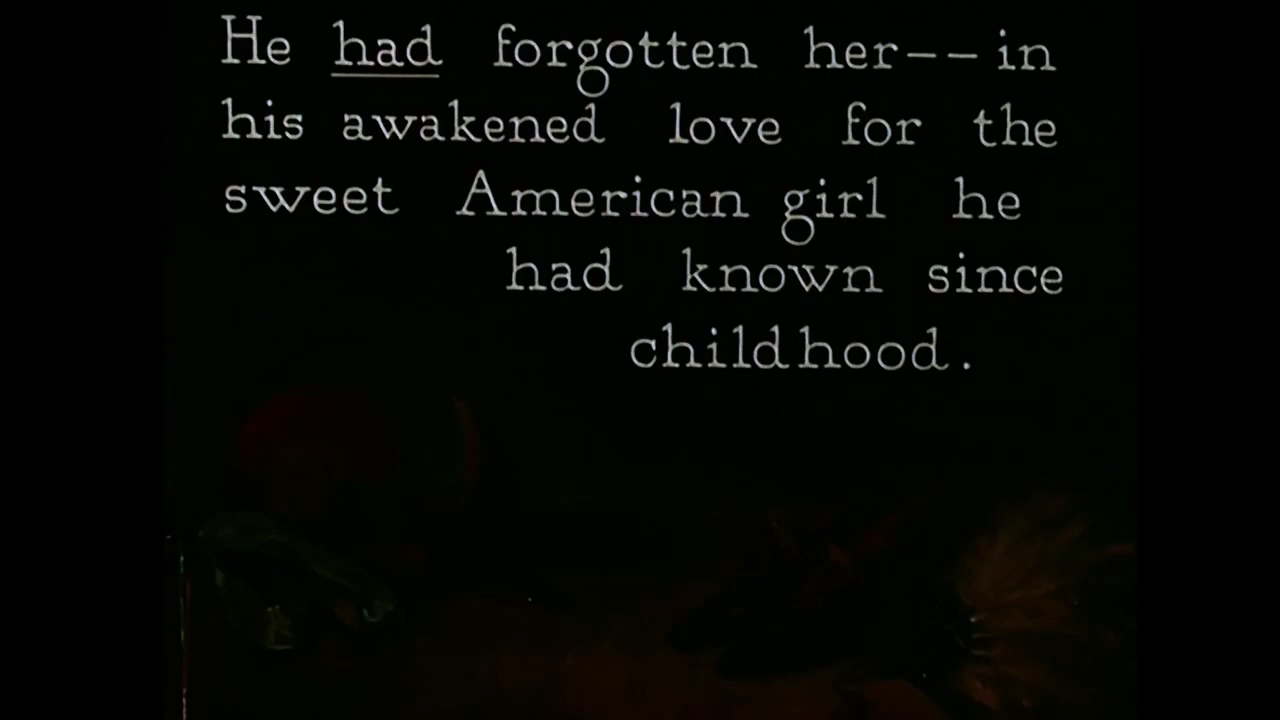 He had forgotten her--in
his awakened love for the
sweet American girl he
had known since
childhood.